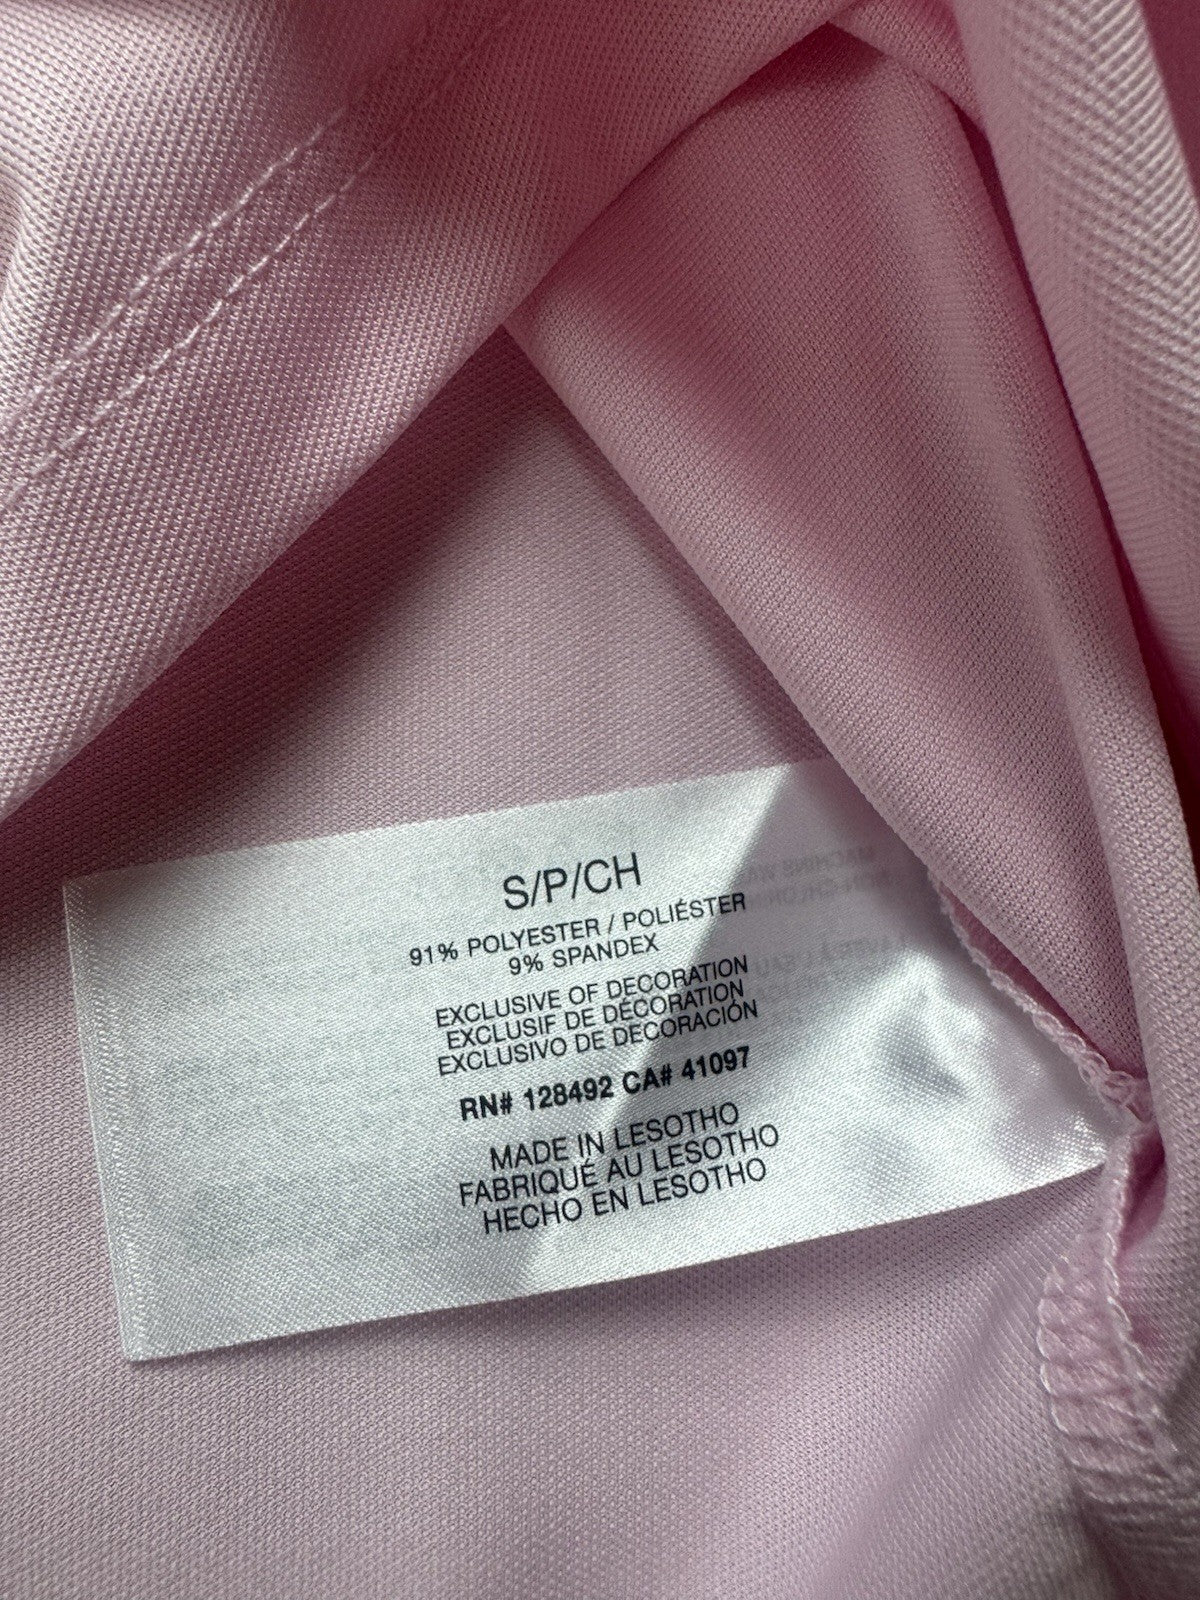 S/P/CH
91% POLYESTER / POLIÉSTER
9% SPANDEX
EXCLUSIVE OF DECORATION
EXCLUSIF DE DÉCORATION
EXCLUSIVO DE DECORACIÓN
RN# 128492 CA# 41097
MADE IN LESOTHO
FABRIQUÉ AU LESOTHO
HECHO EN LESOTHO